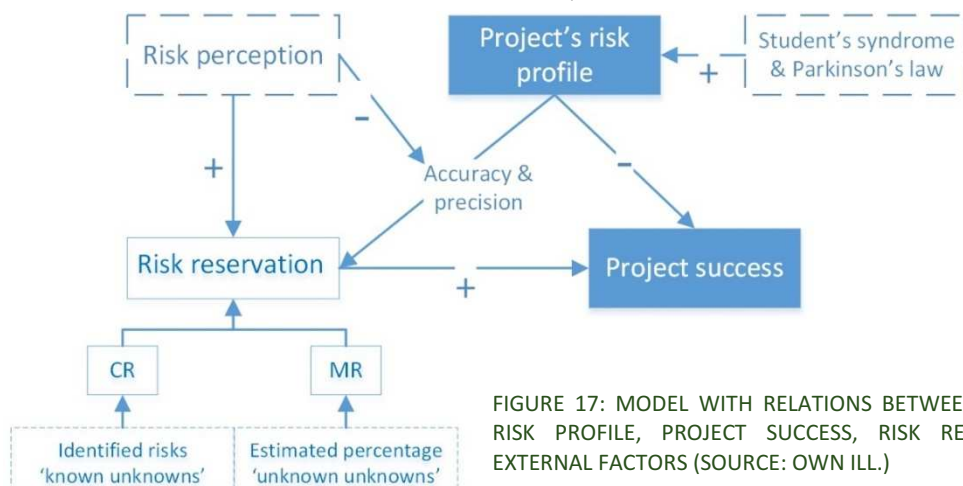 Risk perception
Project's risk
profile
Student's syndrome
& Parkinson's law
+
-
+
-
Accuracy &
precision
Risk reservation
+
Project success
CR
MR
Identified risks
'known unknowns'
Estimated percentage
'unknown unknowns'
FIGURE 17: MODEL WITH RELATIONS BETWEE
RISK PROFILE, PROJECT SUCCESS, RISK RE
EXTERNAL FACTORS (SOURCE: OWN ILL.)